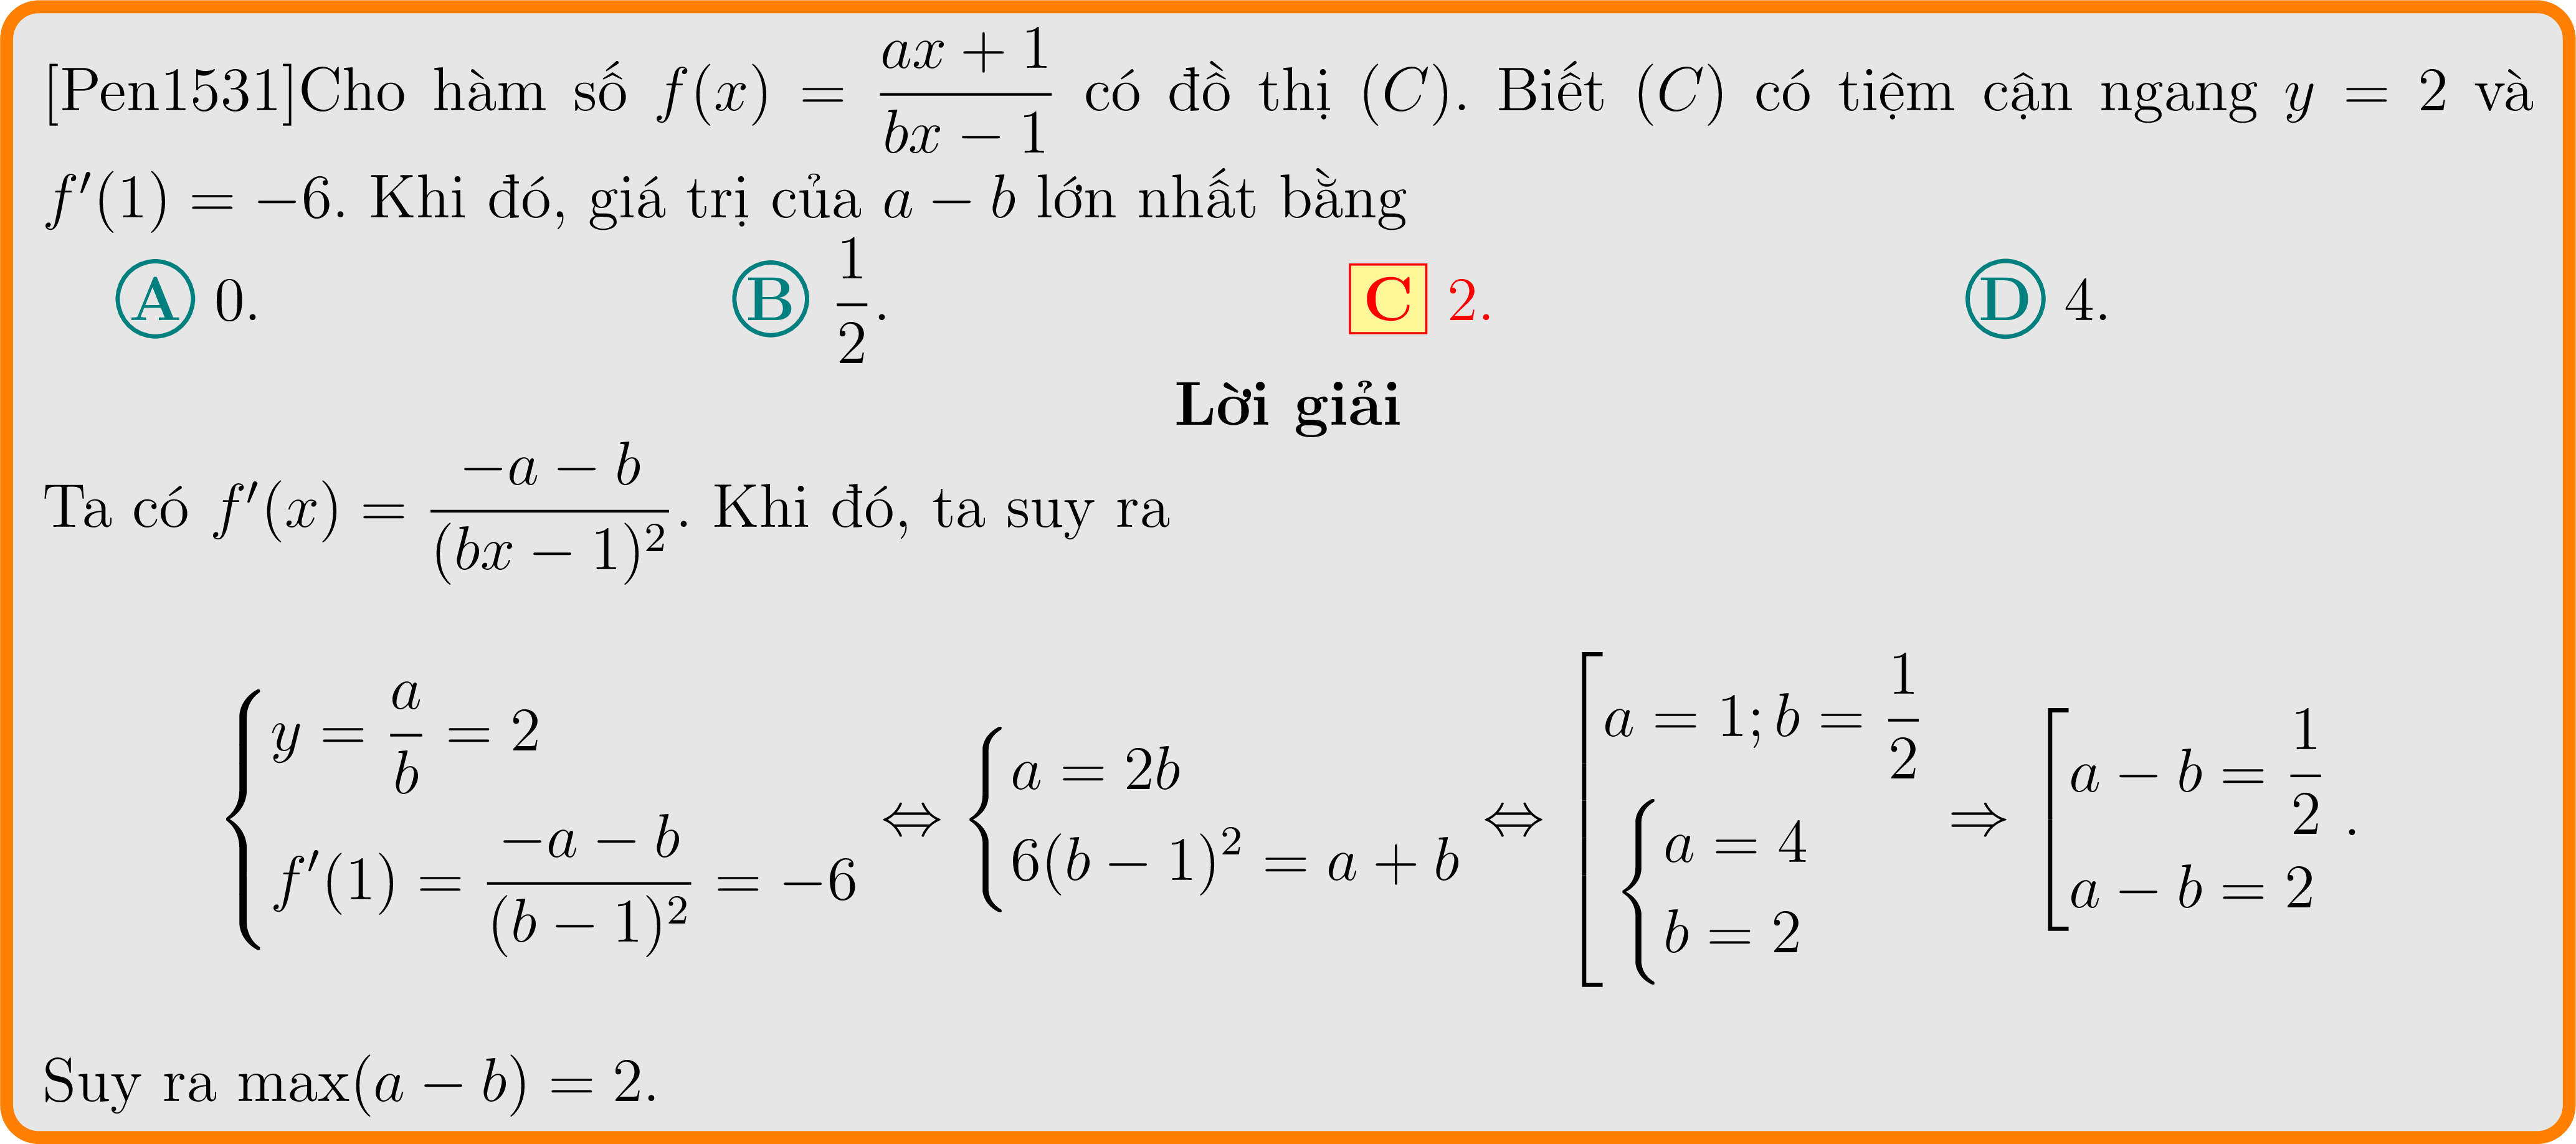 [Pen1531]Cho hàm số f(x) = \frac{ax + 1}{bx − 1} có đồ thị (C). Biết (C) có tiệm cận ngang y = 2 và
f′(1) = −6. Khi đó, giá trị của a − b lớn nhất bằng
A 0. B \frac{1}{2}. C 2. D 4.
Lời giải
Ta có f′(x) = \frac{−a − b}{(bx − 1)^2}. Khi đó, ta suy ra
\begin{cases} y = \frac{a}{b} = 2 \\ f′(1) = \frac{−a − b}{(b − 1)^2} = −6 \end{cases} ⇔ \begin{cases} a = 2b \\ 6(b − 1)^2 = a + b \end{cases} ⇔ \left[ \begin{array}{l} a = 1; b = \frac{1}{2} \\ \begin{cases} a = 4 \\ b = 2 \end{cases} \end{array} \right. ⇒ \left[ \begin{array}{l} a − b = \frac{1}{2} \\ a − b = 2 \end{array} \right. .
Suy ra max(a − b) = 2.